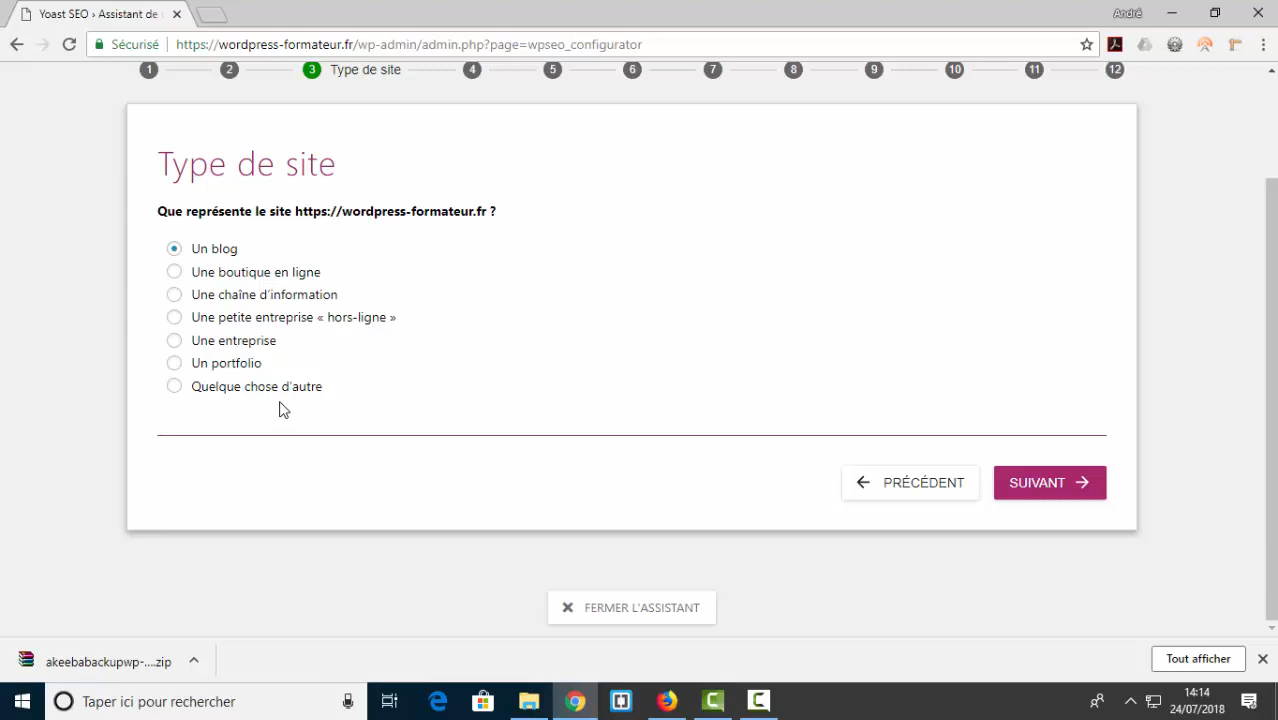 Yoast SEO › Assistant de
André
Sécurisé
https://wordpress-formateur.fr/wp-admin/admin.php?page=wpseo_configurator
1 2 3 Type de site 4 5 6 7 8 9 10 11 12
Type de site
Que représente le site https://wordpress-formateur.fr ?
Un blog
Une boutique en ligne
Une chaîne d'information
Une petite entreprise « hors-ligne »
Une entreprise
Un portfolio
Quelque chose d'autre
PRÉCÉDENT
SUIVANT
FERMER L'ASSISTANT
akeebabackupwp-....zip
Tout afficher
Taper ici pour rechercher
14:14
24/07/2018